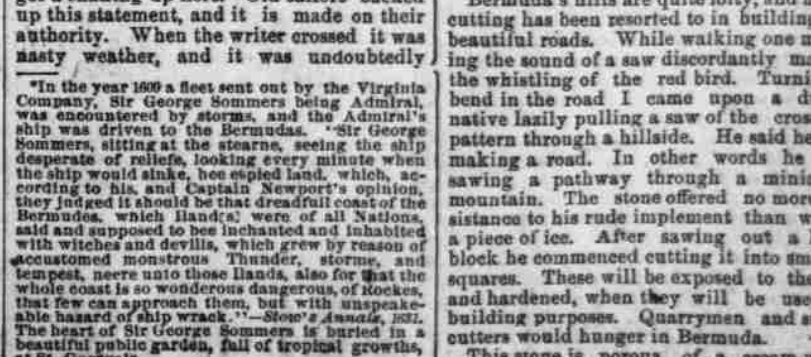 up this statement, and it is made on their
authority. When the writer crossed it was
nasty weather, and it was undoubtedly
"In the year 1609 a fleet sent out by the Virginia
Company, Sir George Sommers being Admiral,
was encountered by storms, and the Admiral's
ship was driven to the Bermudas. "Sir George
Sommers, sitting at the stearne, seeing the ship
desperate of reliefe, looking every minute when
the ship would sinke, hee espied land, which, ac-
cording to his, and Captain Newport's opinion,
they judged it should be that dreadfull coast of the
Bermudes, which Iland(s) were of all Nations,
said and supposed to bee inchanted and inhabited
with witches and devills, which grew by reason of
accustomed monstrous Thunder, storme, and
tempest, neere unto those Ilands, also for that the
whole coast is so wonderous dangerous, of Rockes,
that few can approach them, but with unspeake-
able hazard of ship wrack."—Stow's Annals, 1631.
The heart of Sir George Sommers is buried in a
beautiful public garden, full of tropical growths,
Bermuda's hills are quite lofty, and
cutting has been resorted to in buildin
beautiful roads. While walking one m
ing the sound of a saw discordantly ma
the whistling of the red bird. Turni
bend in the road I came upon a d
native lazily pulling a saw of the cros
pattern through a hillside. He said he
making a road. In other words he
sawing a pathway through a minia
mountain. The stone offered no mor
sistance to his rude implement than w
a piece of ice. After sawing out a
block he commenced cutting it into sm
squares. These will be exposed to th
and hardened, when they will be use
building purposes. Quarrymen and s
cutters would hunger in Bermuda.
This stone is porous, of